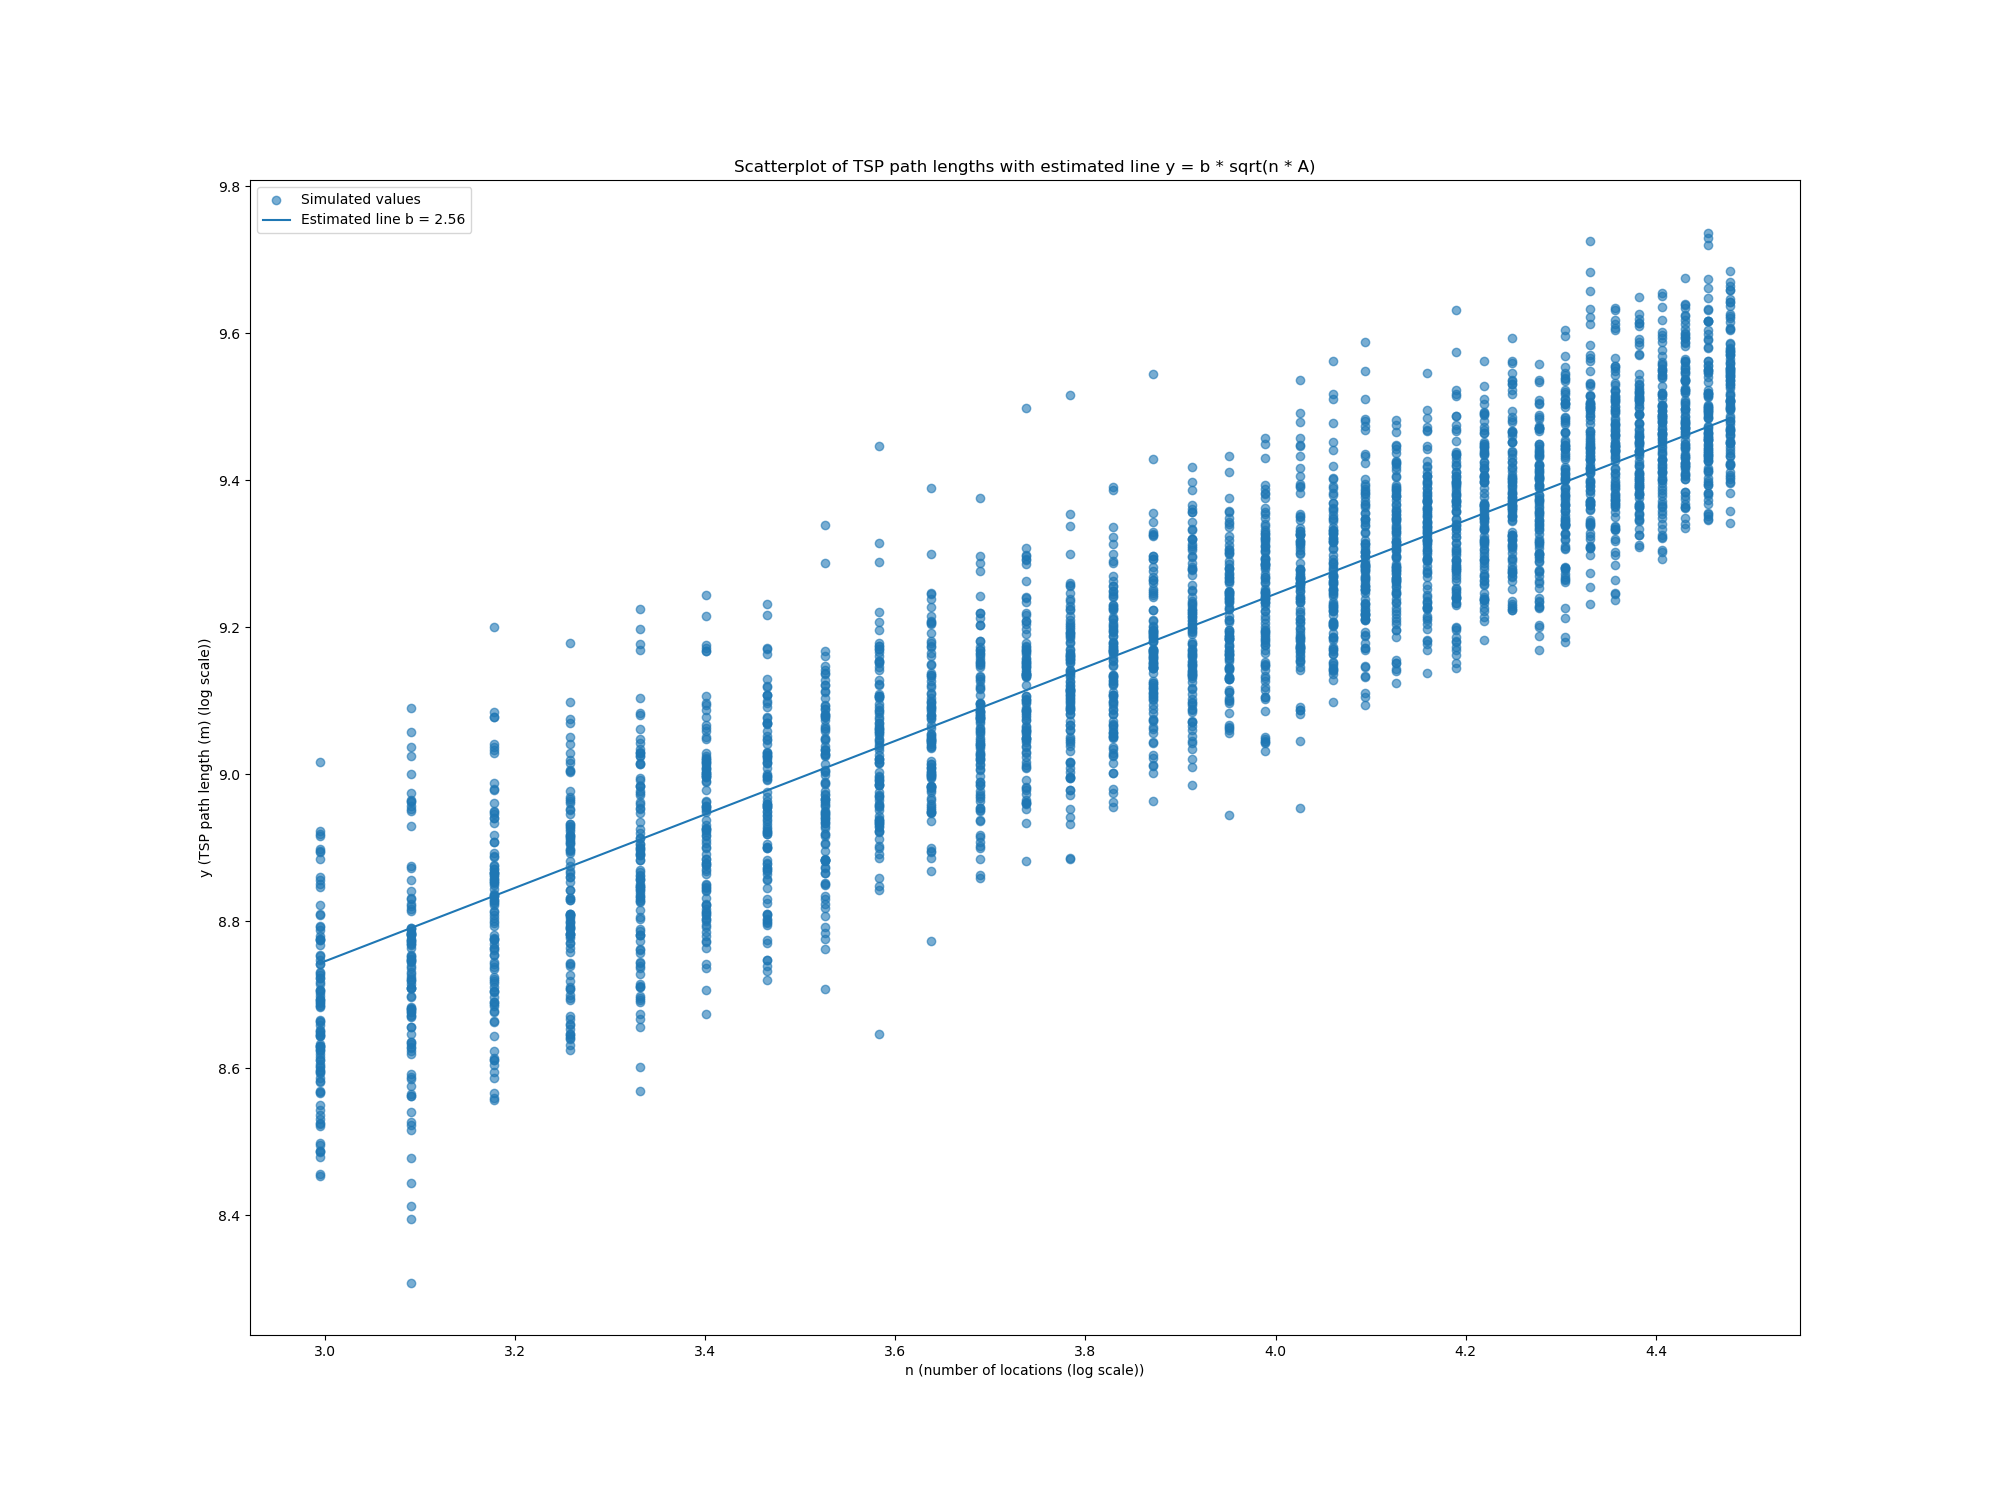 Scatterplot of TSP path lengths with estimated line y = b * sqrt(n * A)
Simulated values
Estimated line b = 2.56
y (TSP path length (m) (log scale))
9.8
9.6
9.4
9.2
9.0
8.8
8.6
8.4
3.0 3.2 3.4 3.6 3.8 4.0 4.2 4.4
n (number of locations (log scale))